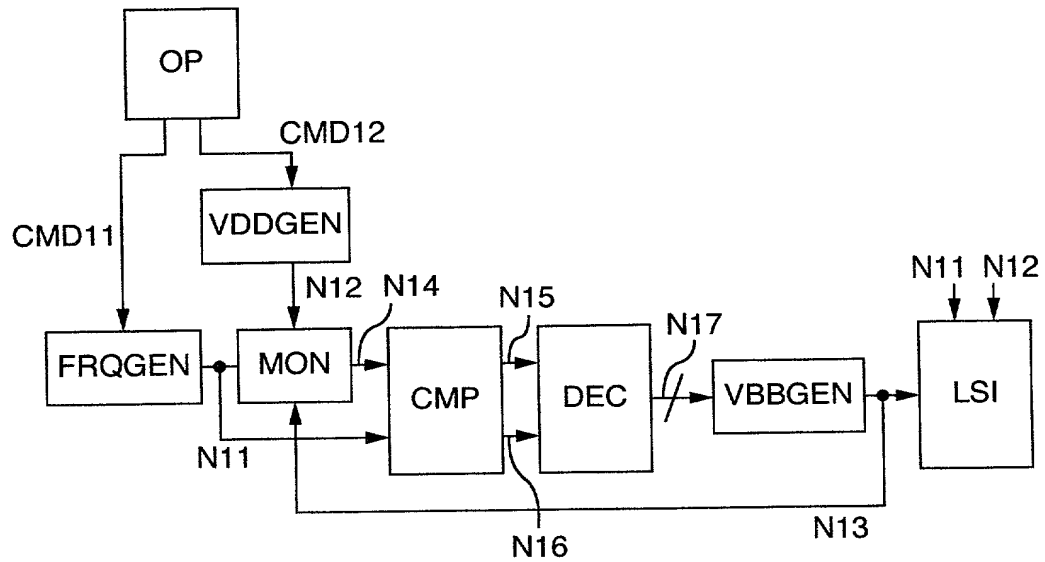 OP
CMD12
VDDGEN
CMD11
N12
N14
N15
N17
N11
N12
FRQGEN
MON
CMP
DEC
VBBGEN
LSI
N11
N13
N16